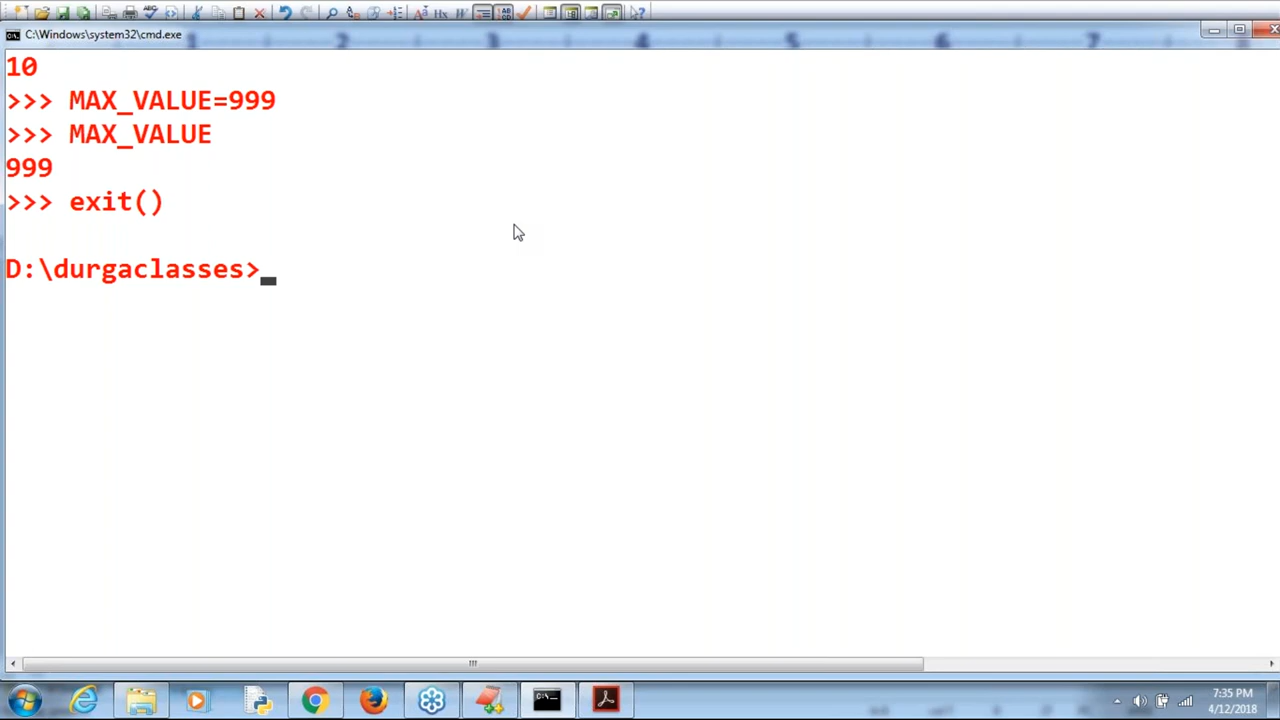 C:\Windows\system32\cmd.exe
10
>>> MAX_VALUE=999
>>> MAX_VALUE
999
>>> exit()
D:\durgaclasses>
7:35 PM
4/12/2018